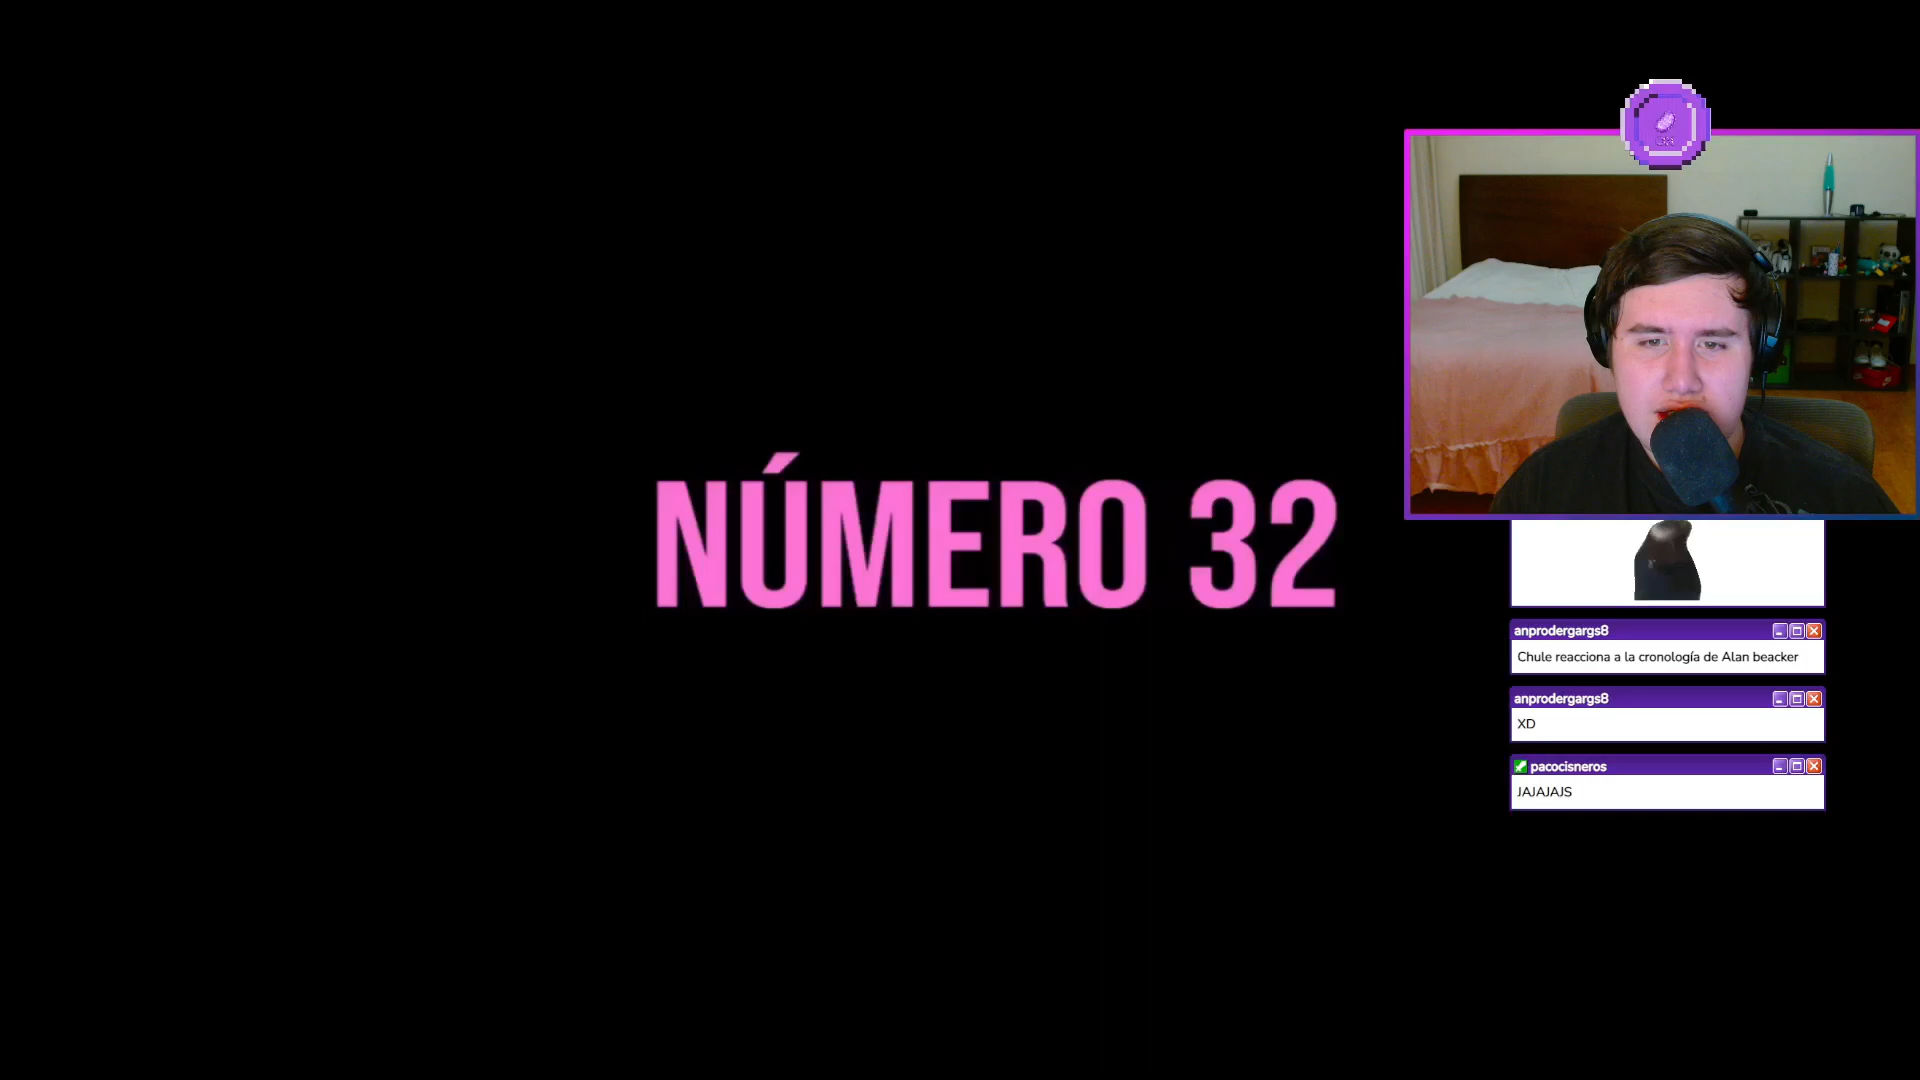 NÚMERO 32
anprodergargs8
Chule reacciona a la cronología de Alan beacker
anprodergargs8
XD
pacocisneros
JAJAJAJS